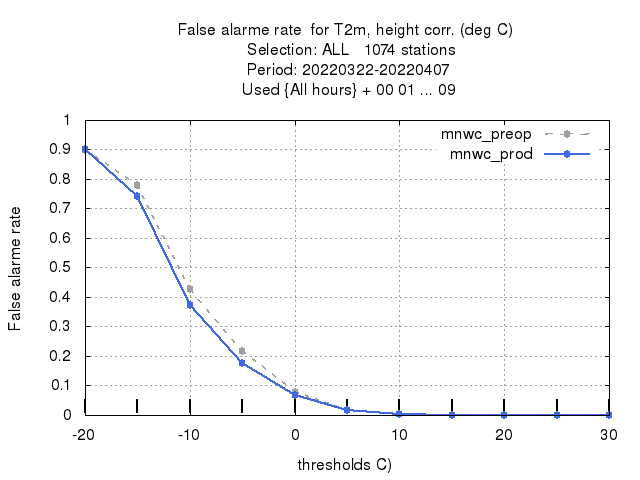 False alarme rate  for T2m, height corr. (deg C)
Selection: ALL   1074 stations
Period: 20220322-20220407
Used {All hours} + 00 01 ... 09
mnwc_preop
mnwc_prod
1
0.9
0.8
0.7
0.6
0.5
0.4
0.3
0.2
0.1
0
False alarme rate
-20
-10
0
10
20
30
thresholds C)